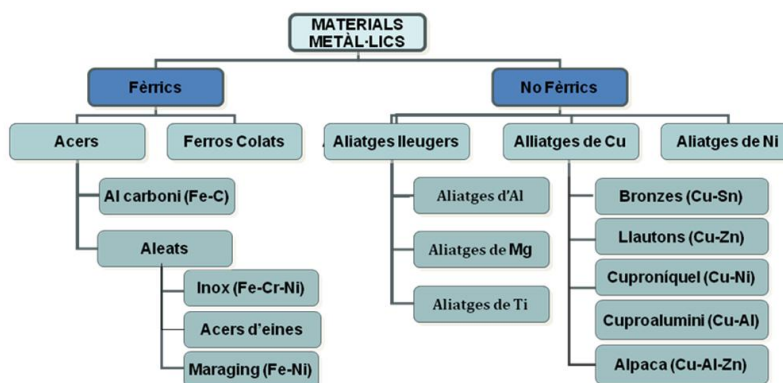 MATERIALS
METÀL·LICS
Fèrrics
No Fèrrics
Acers
Ferros Colats
Aliatges lleugers
Alliatges de Cu
Aliatges de Ni
Al carboni (Fe-C)
Aleats
Inox (Fe-Cr-Ni)
Acers d'eines
Maraging (Fe-Ni)
Aliatges d'Al
Aliatges de Mg
Aliatges de Ti
Bronzes (Cu-Sn)
Llautons (Cu-Zn)
Cuproníquel (Cu-Ni)
Cuproalumini (Cu-Al)
Alpaca (Cu-Al-Zn)